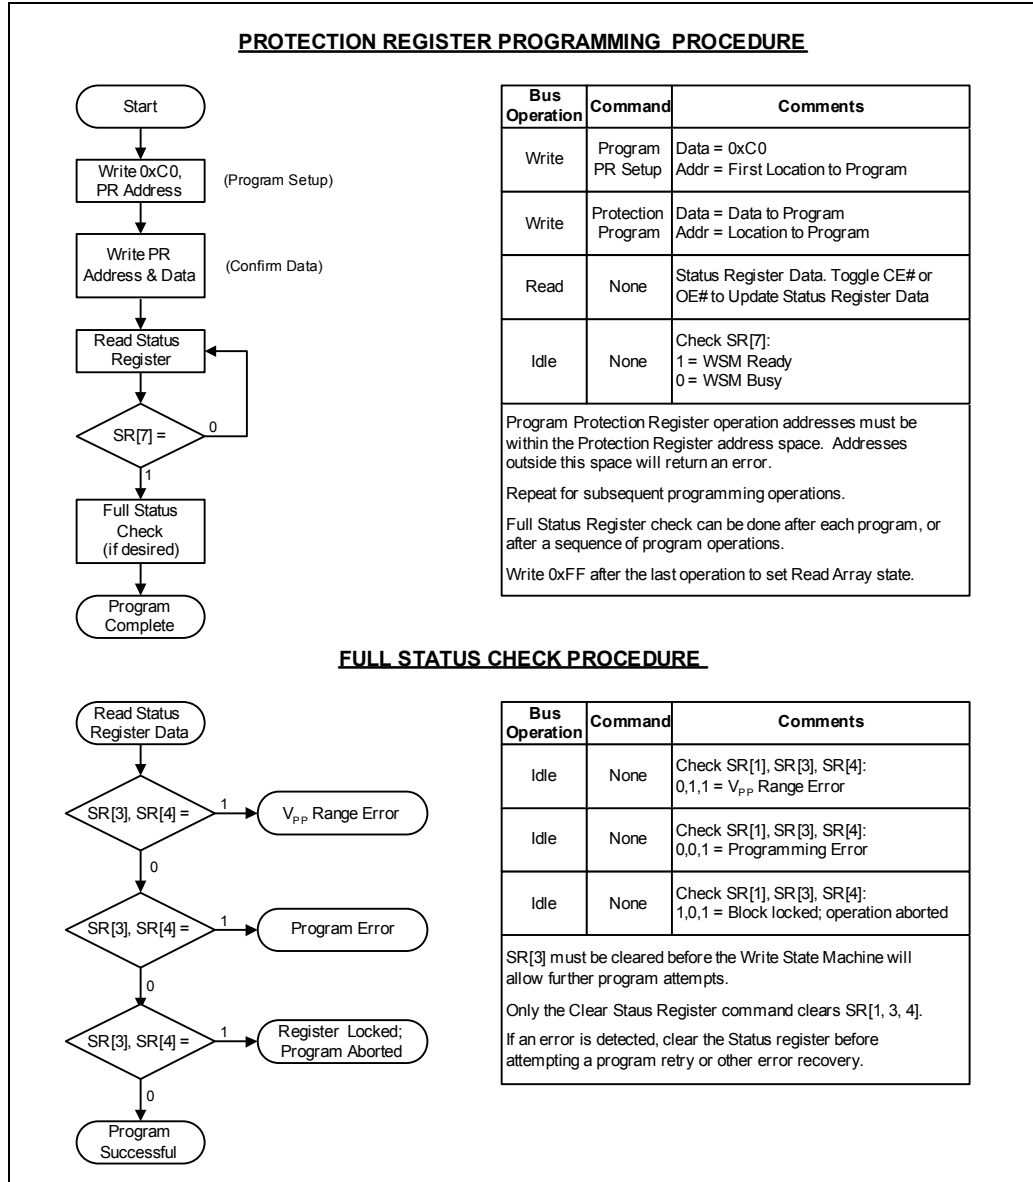 PROTECTION REGISTER PROGRAMMING PROCEDURE
Start
Write 0xC0,
PR Address
(Program Setup)
Write PR
Address & Data
(Confirm Data)
Read Status
Register
SR[7] =
0
1
Full Status
Check
(if desired)
Program
Complete
Bus
Operation
Command
Comments
Write
Program
PR Setup
Data = 0xC0
Addr = First Location to Program
Write
Protection
Program
Data = Data to Program
Addr = Location to Program
Read
None
Status Register Data. Toggle CE# or
OE# to Update Status Register Data
Idle
None
Check SR[7]:
1 = WSM Ready
0 = WSM Busy
Program Protection Register operation addresses must be
within the Protection Register address space. Addresses
outside this space will return an error.
Repeat for subsequent programming operations.
Full Status Register check can be done after each program, or
after a sequence of program operations.
Write 0xFF after the last operation to set Read Array state.
FULL STATUS CHECK PROCEDURE
Read Status
Register Data
SR[3], SR[4] =
1
VPP Range Error
0
SR[3], SR[4] =
1
Program Error
0
SR[3], SR[4] =
1
Register Locked;
Program Aborted
0
Program
Successful
Bus
Operation
Command
Comments
Idle
None
Check SR[1], SR[3], SR[4]:
0,1,1 = VPP Range Error
Idle
None
Check SR[1], SR[3], SR[4]:
0,0,1 = Programming Error
Idle
None
Check SR[1], SR[3], SR[4]:
1,0,1 = Block locked; operation aborted
SR[3] must be cleared before the Write State Machine will
allow further program attempts.
Only the Clear Staus Register command clears SR[1, 3, 4].
If an error is detected, clear the Status register before
attempting a program retry or other error recovery.